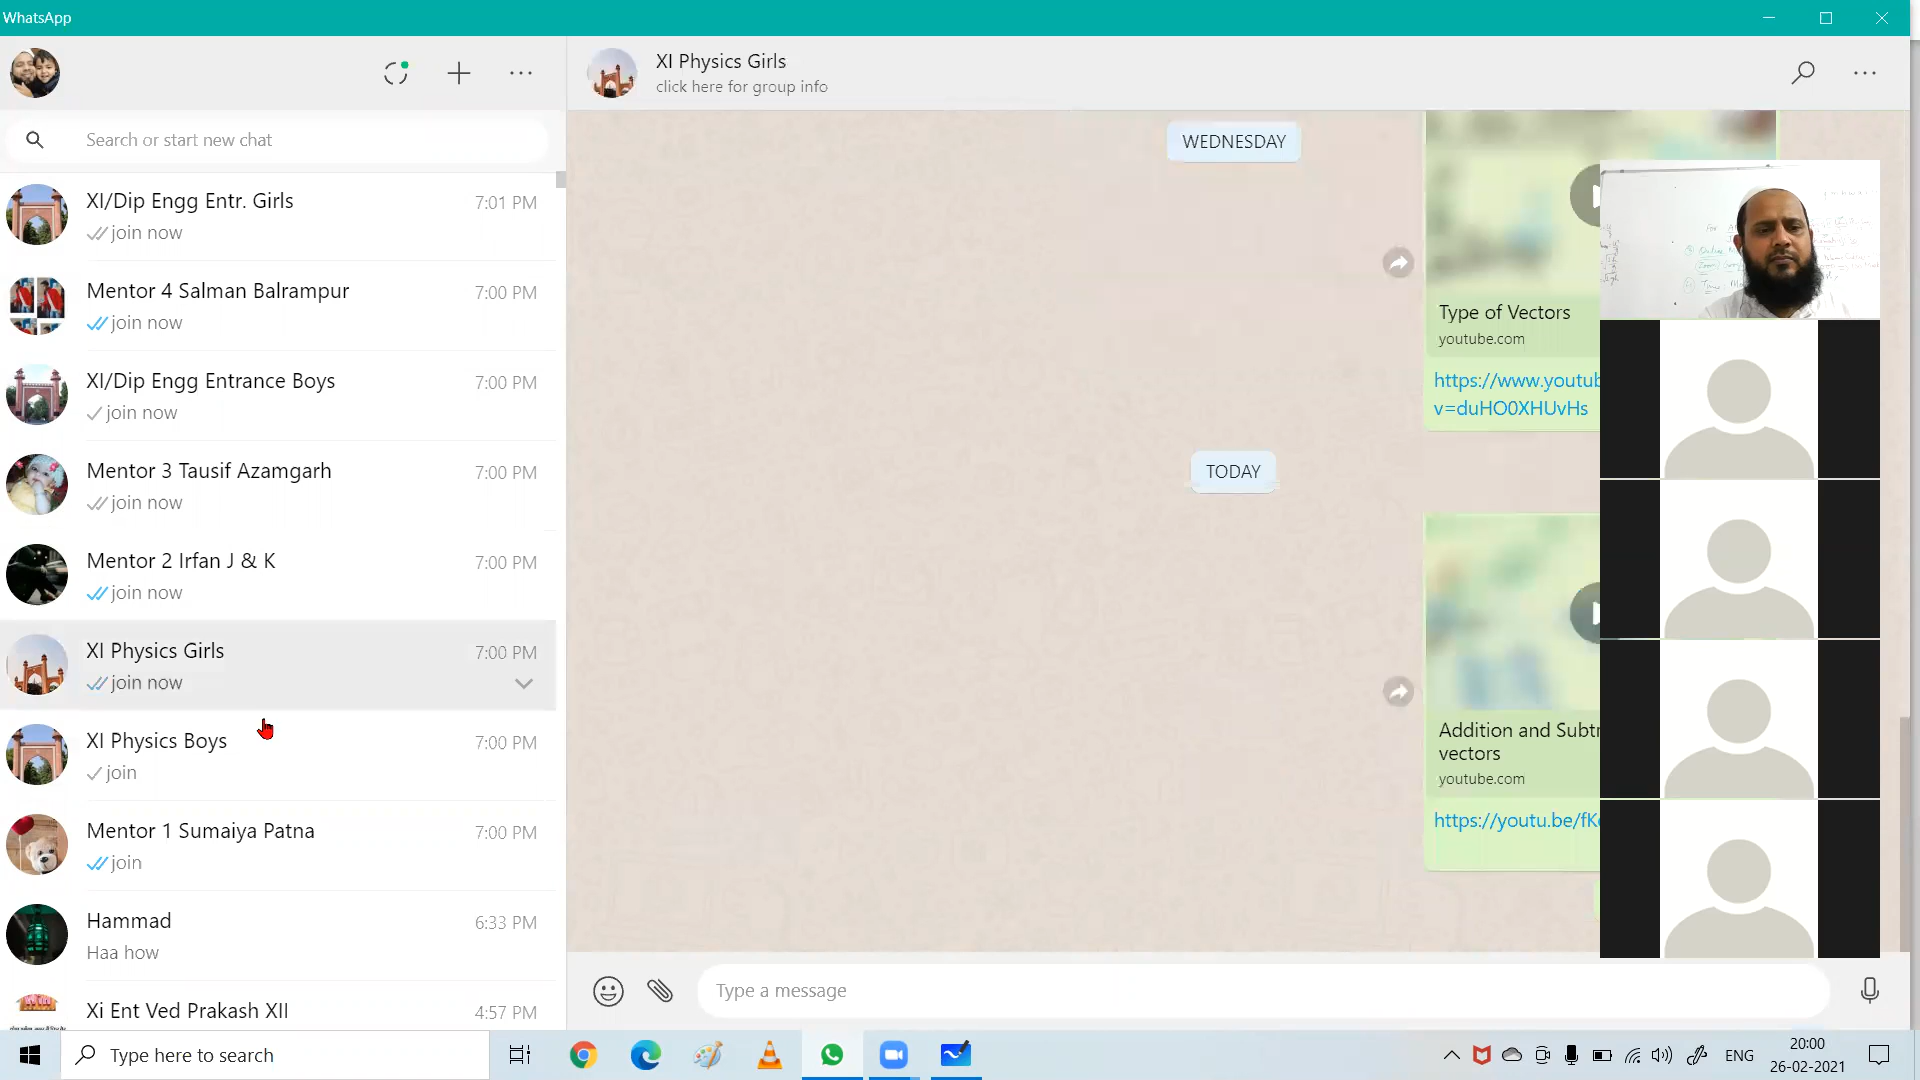 WhatsApp
Search or start new chat
XI/Dip Engg Entr. Girls
7:01 PM
join now
Mentor 4 Salman Balrampur
7:00 PM
join now
XI/Dip Engg Entrance Boys
7:00 PM
join now
Mentor 3 Tausif Azamgarh
7:00 PM
join now
Mentor 2 Irfan J & K
7:00 PM
join now
XI Physics Girls
7:00 PM
join now
XI Physics Boys
7:00 PM
join
Mentor 1 Sumaiya Patna
7:00 PM
join
Hammad
6:33 PM
Haa how
Xi Ent Ved Prakash XII
4:57 PM
XI Physics Girls
click here for group info
WEDNESDAY
Type of Vectors
youtube.com
https://www.youtub
v=duHO0XHUvHs
TODAY
Addition and Subtr
vectors
youtube.com
https://youtu.be/fK
Type a message
Type here to search
ENG
20:00
26-02-2021